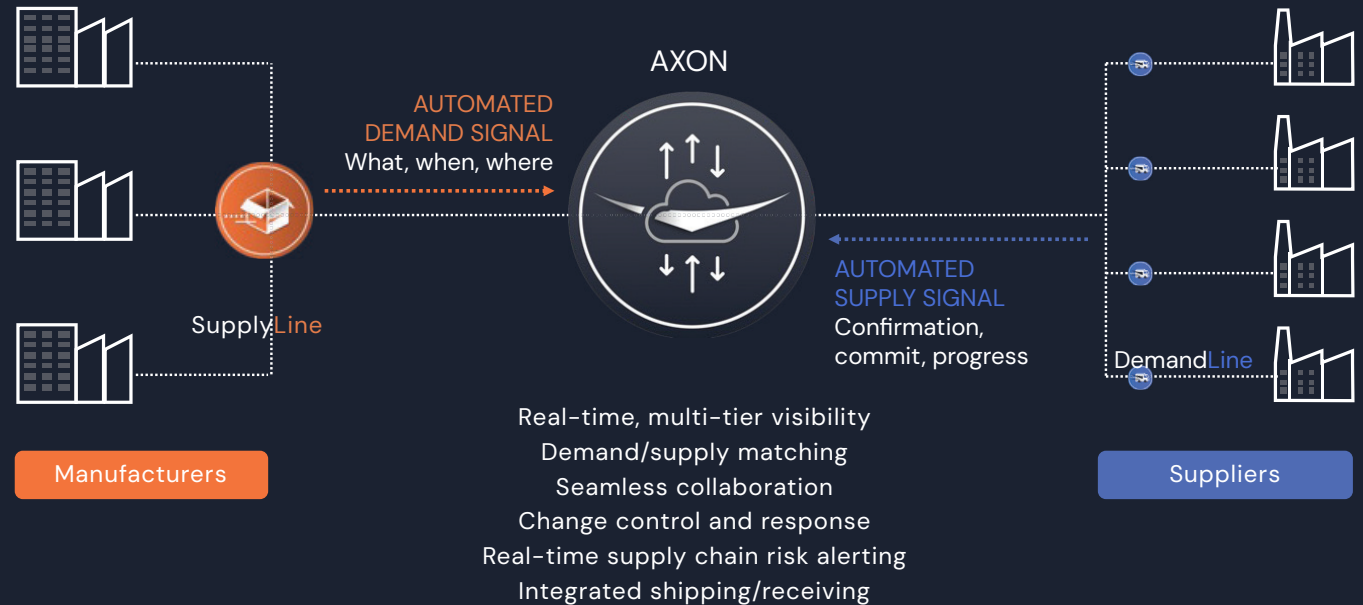 AXON
AUTOMATED
DEMAND SIGNAL
What, when, where
SupplyLine
AUTOMATED
SUPPLY SIGNAL
Confirmation,
commit, progress
DemandLine
Manufacturers
Suppliers
Real-time, multi-tier visibility
Demand/supply matching
Seamless collaboration
Change control and response
Real-time supply chain risk alerting
Integrated shipping/receiving